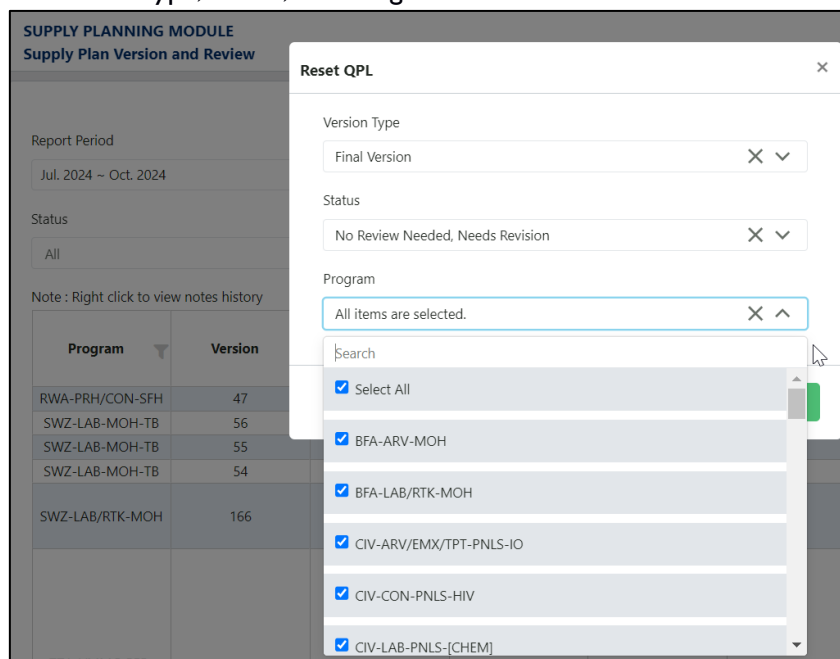 SUPPLY PLANNING MODULE
Supply Plan Version and Review
Reset QPL
Version Type
Report Period
Final Version
Jul. 2024 ~ Oct. 2024
Status
Status
No Review Needed, Needs Revision
All
Program
Note : Right click to view notes history
All items are selected.
Program Version
Search
Select All
RWA-PRH/CON-SFH 47
SWZ-LAB-MOH-TB 56
SWZ-LAB-MOH-TB 55
BFA-ARV-MOH
SWZ-LAB-MOH-TB 54
BFA-LAB/RTK-MOH
SWZ-LAB/RTK-MOH 166
CIV-ARV/EMX/TPT-PNLS-IO
CIV-CON-PNLS-HIV
CIV-LAB-PNLS-[CHEM]